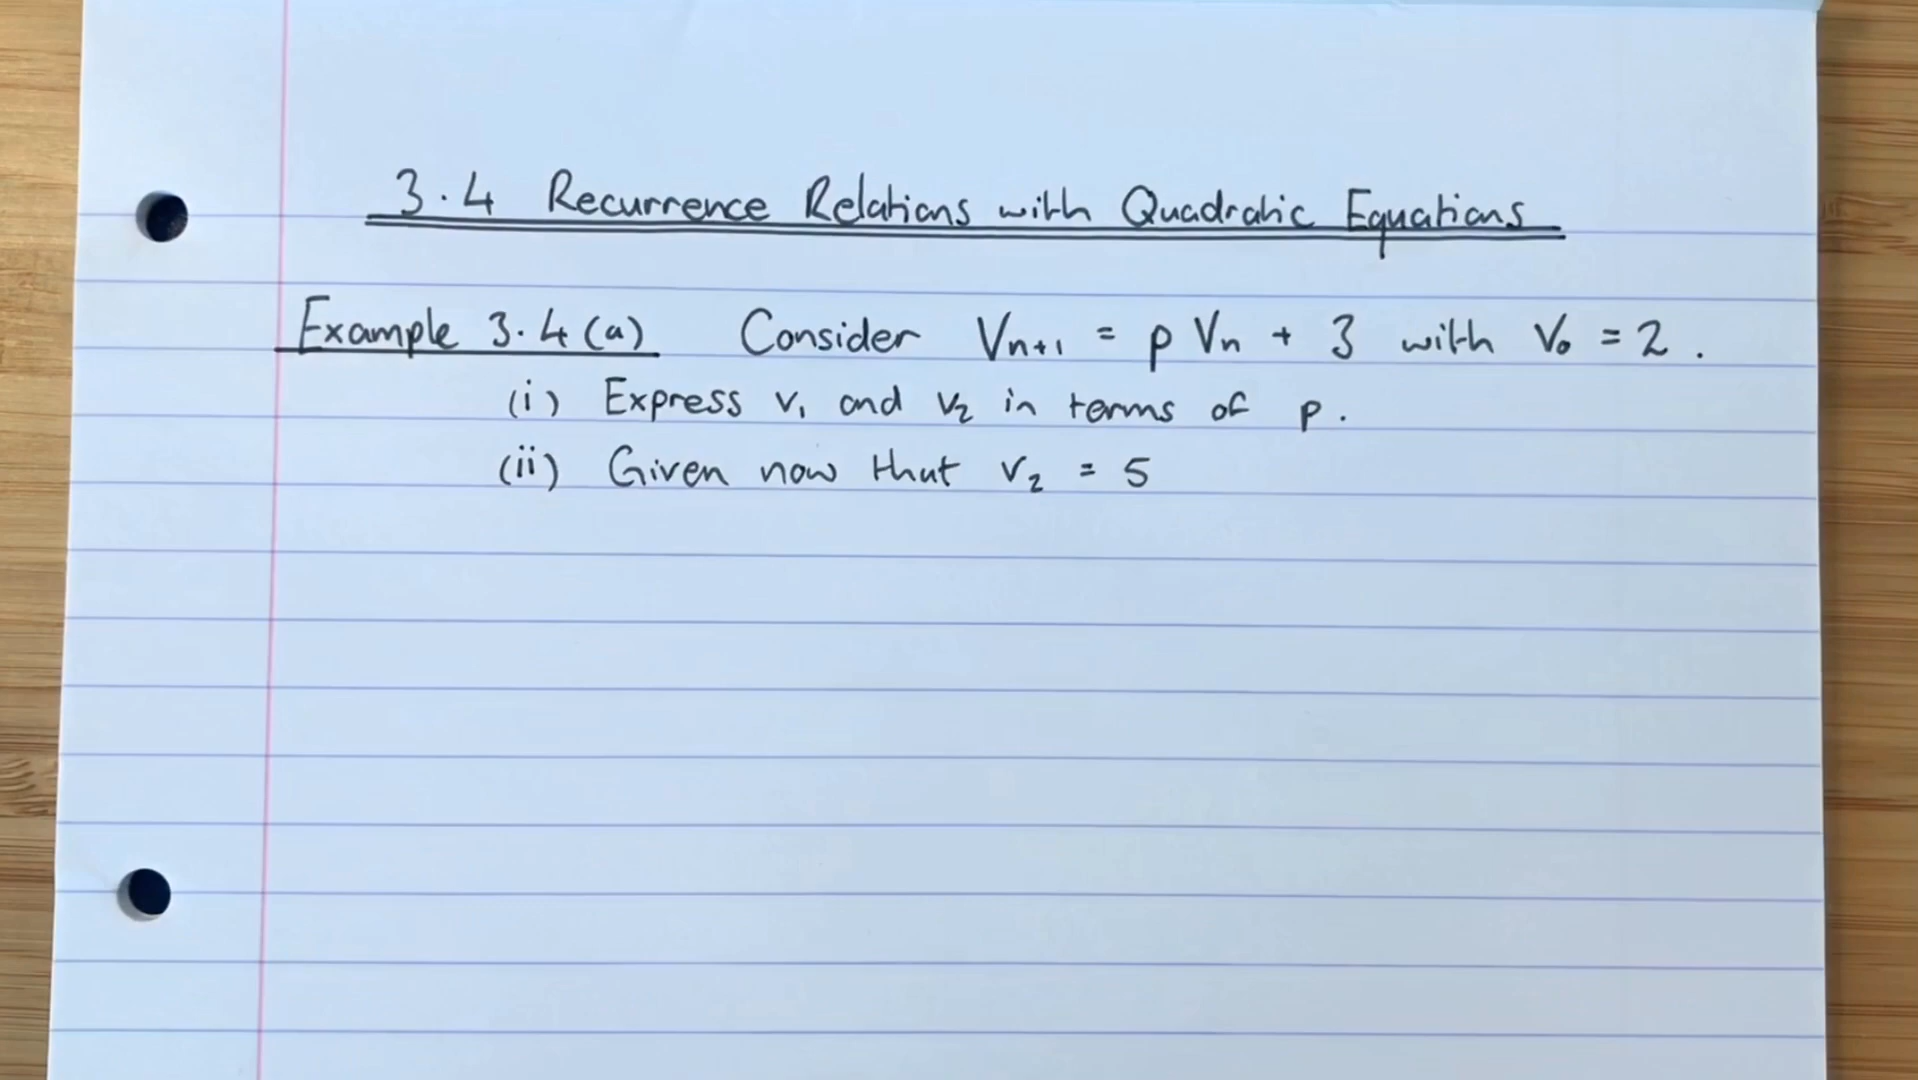 3.4 Recurrence Relations with Quadratic Equations
Example 3.4 (a) Consider Vₙ₊₁ = p Vₙ + 3 with V₀ = 2 .
(i) Express v₁ and v₂ in terms of p .
(ii) Given now that v₂ = 5